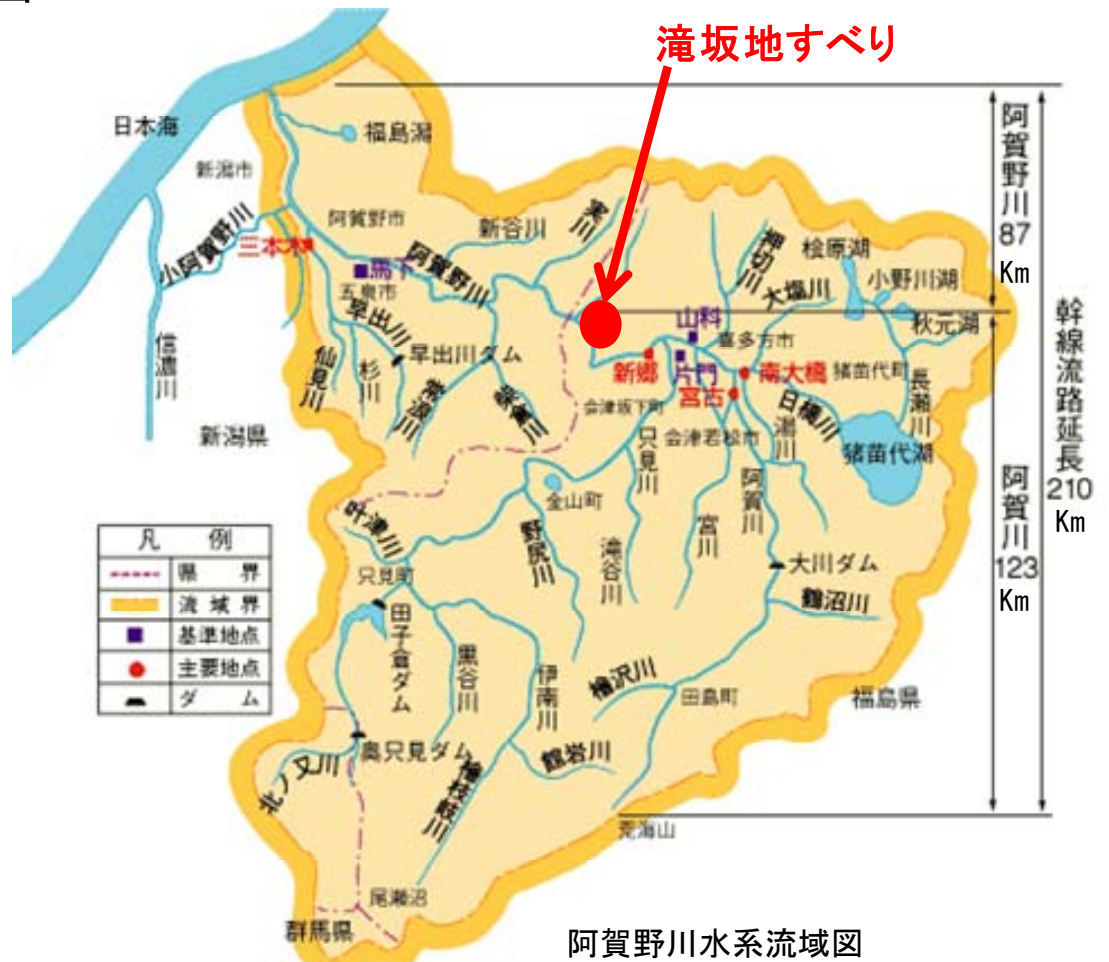 滝坂地すべり
日本海
福島潟
新潟市
阿賀野市
小阿賀野川
三本木
馬下
五泉市
阿賀野川
新谷川
実川
早出川
早出川ダム
仙見川
杉川
常浪川
信濃川
新潟県
押切川
桧原湖
小野川湖
大塩川
秋元湖
山科
喜多方市
新郷
片門
南大橋
宮古
猪苗代町
長瀬川
日橋川
猪苗代湖
会津坂下町
会津若松市
湯川
只見川
阿賀川
宮川
金山町
滝谷川
野尻川
叶津川
只見町
田子倉ダム
黒谷川
伊南川
大川ダム
鶴沼川
檜沢川
田島町
福島県
舘岩川
奥只見ダム
北ノ又川
檜枝岐川
尾瀬沼
群馬県
荒海山
阿賀野川
87
Km
阿賀川
123
Km
幹線流路延長
210
Km
凡 例
県 界
流域界
基準地点
主要地点
ダ ム
阿賀野川水系流域図